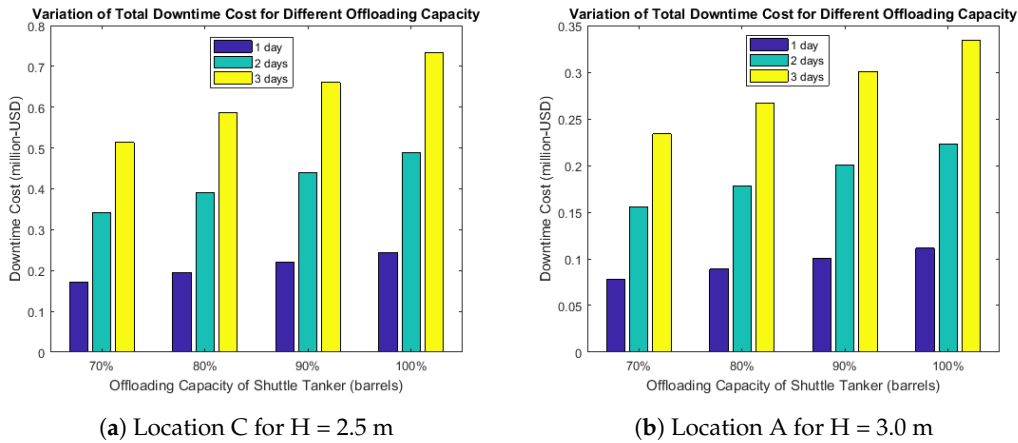 Variation of Total Downtime Cost for Different Offloading Capacity
0.8
0.7
0.6
0.5
0.4
0.3
0.2
0.1
0
Downtime Cost (million-USD)
1 day
2 days
3 days
70% 80% 90% 100%
Offloading Capacity of Shuttle Tanker (barrels)
(a) Location C for H = 2.5 m
Variation of Total Downtime Cost for Different Offloading Capacity
0.35
0.3
0.25
0.2
0.15
0.1
0.05
0
Downtime Cost (million-USD)
1 day
2 days
3 days
70% 80% 90% 100%
Offloading Capacity of Shuttle Tanker (barrels)
(b) Location A for H = 3.0 m